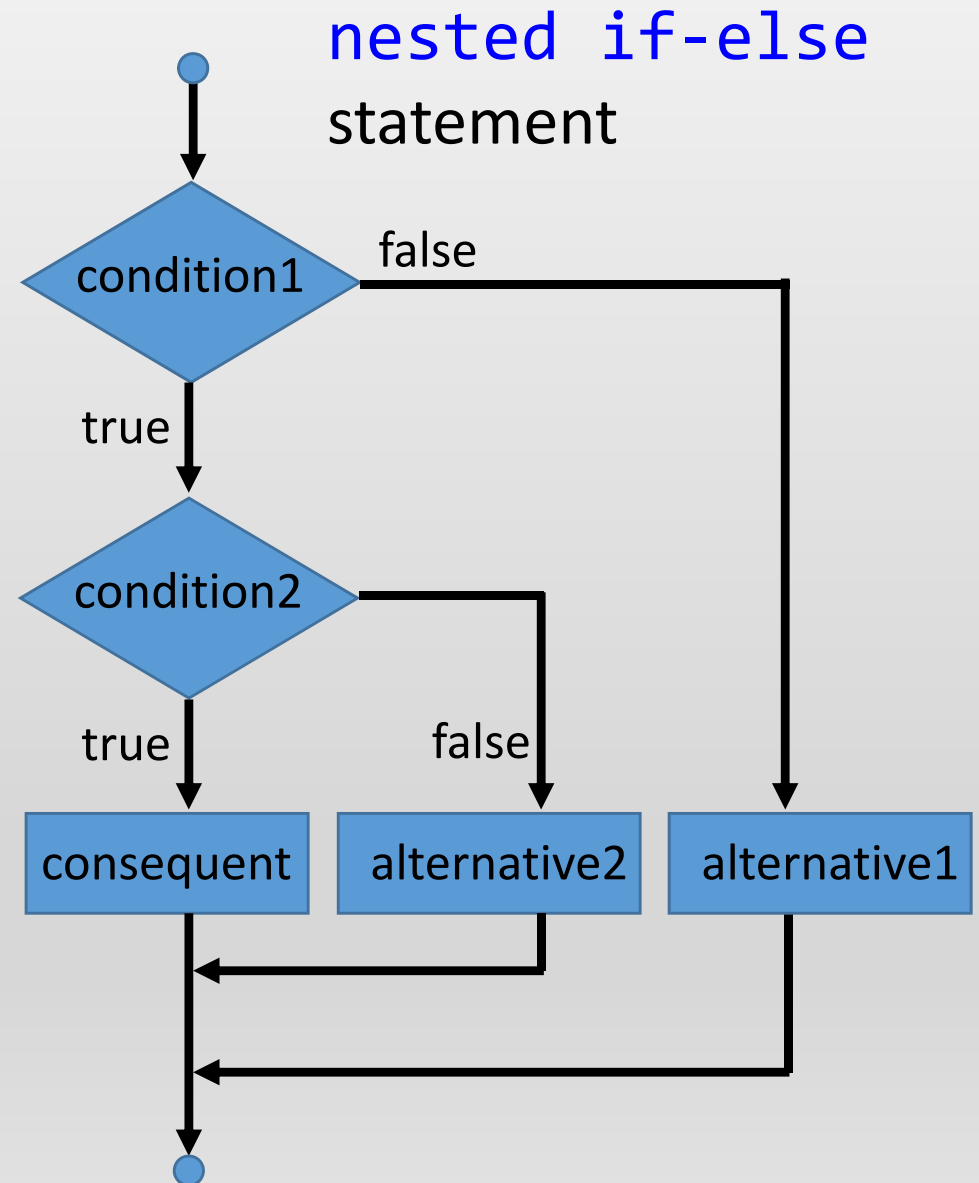 nested if-else
statement
condition1
false
true
condition2
true
false
consequent
alternative2
alternative1